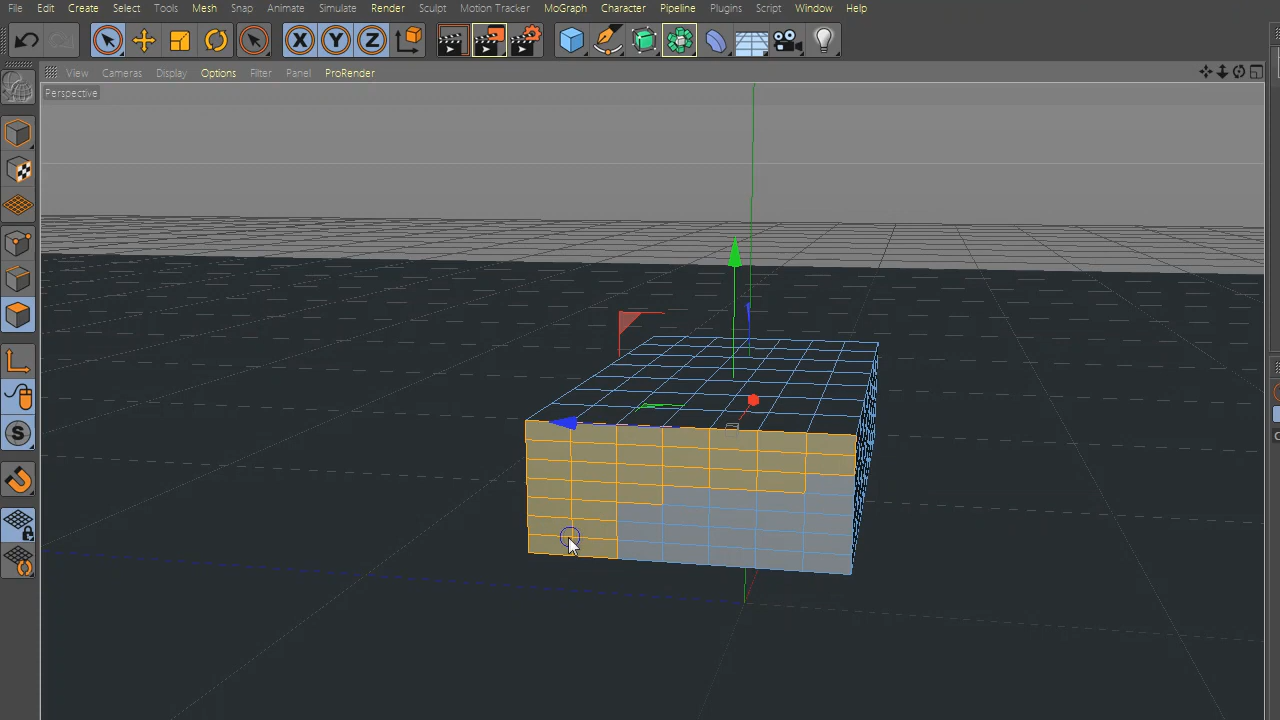 File Edit Create Select Tools Mesh Snap Animate Simulate Render Sculpt Motion Tracker MoGraph Character Pipeline Plugins Script Window Help
X Y Z
View Cameras Display Options Filter Panel ProRender
Perspective
S